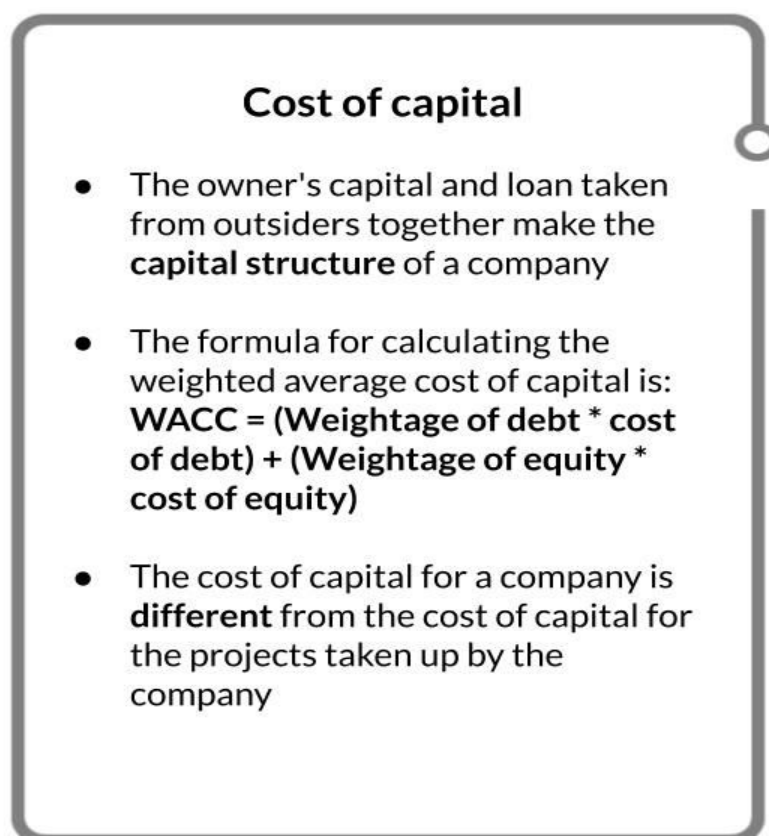 Cost of capital
● The owner's capital and loan taken
from outsiders together make the
capital structure of a company
● The formula for calculating the
weighted average cost of capital is:
WACC = (Weightage of debt * cost
of debt) + (Weightage of equity *
cost of equity)
● The cost of capital for a company is
different from the cost of capital for
the projects taken up by the
company